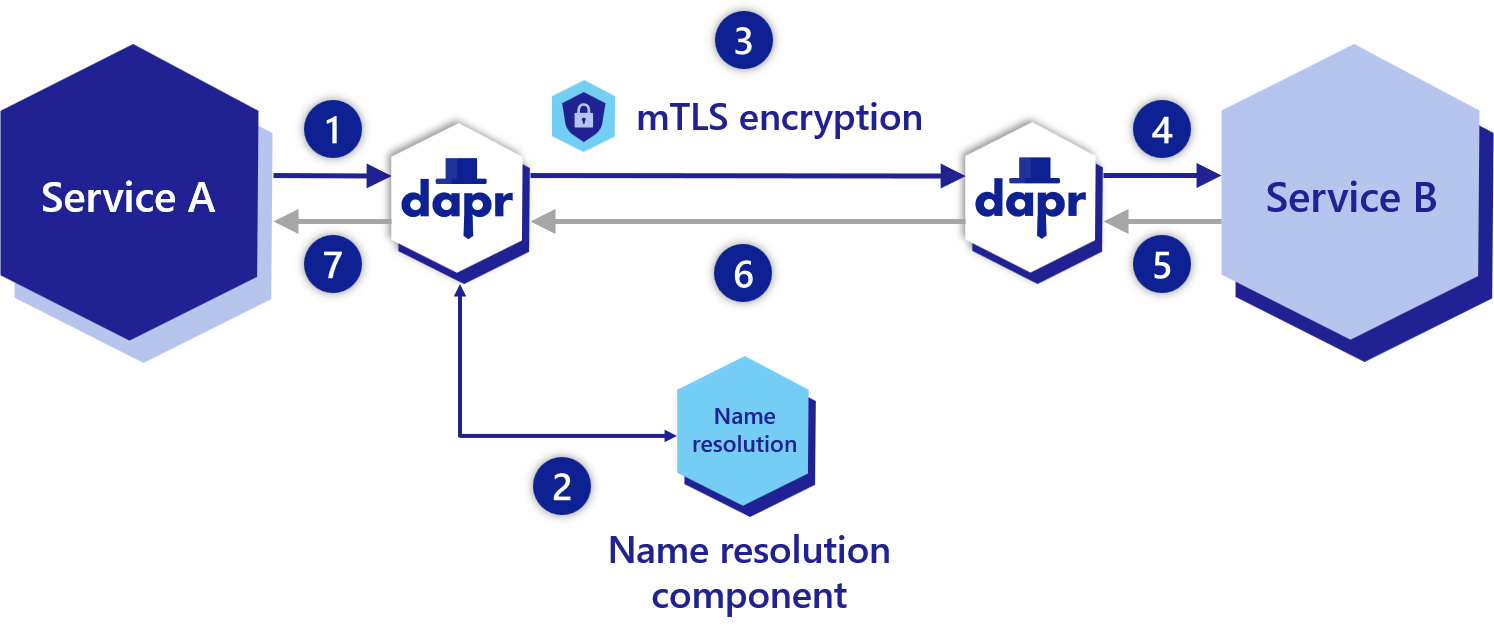 3
mTLS encryption
1
4
Service A
dapr
dapr
Service B
7
6
5
Name
resolution
2
Name resolution
component